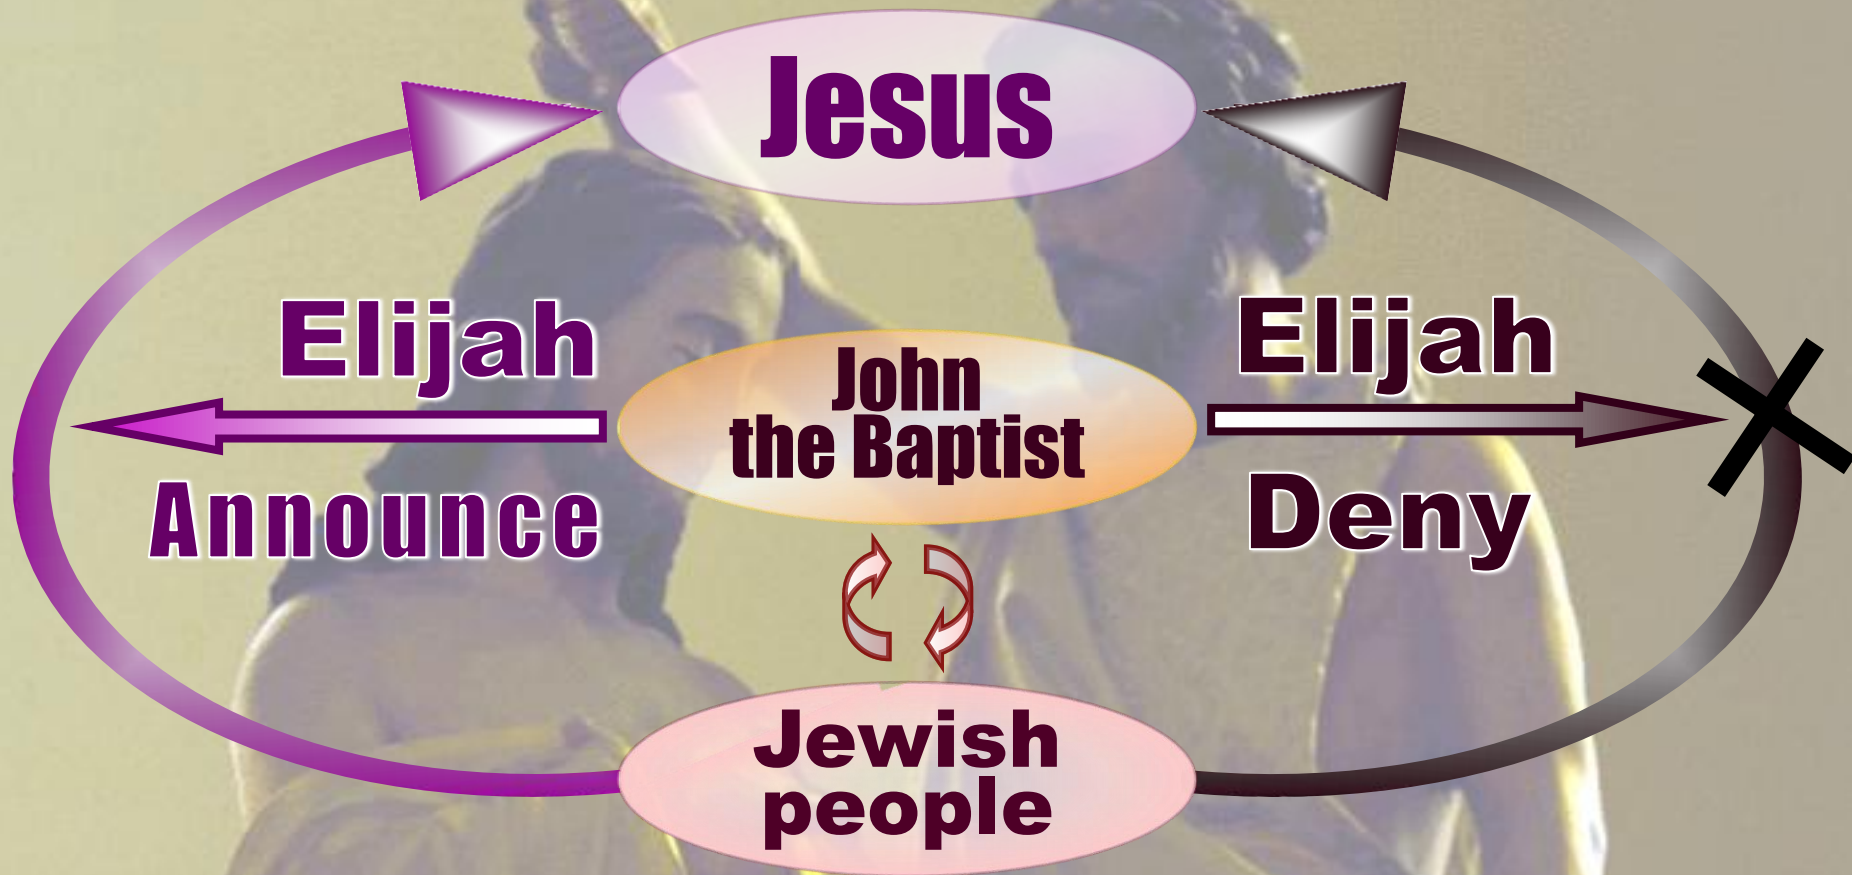 Jesus
Elijah
Announce
John
the Baptist
Elijah
Deny
Jewish
people